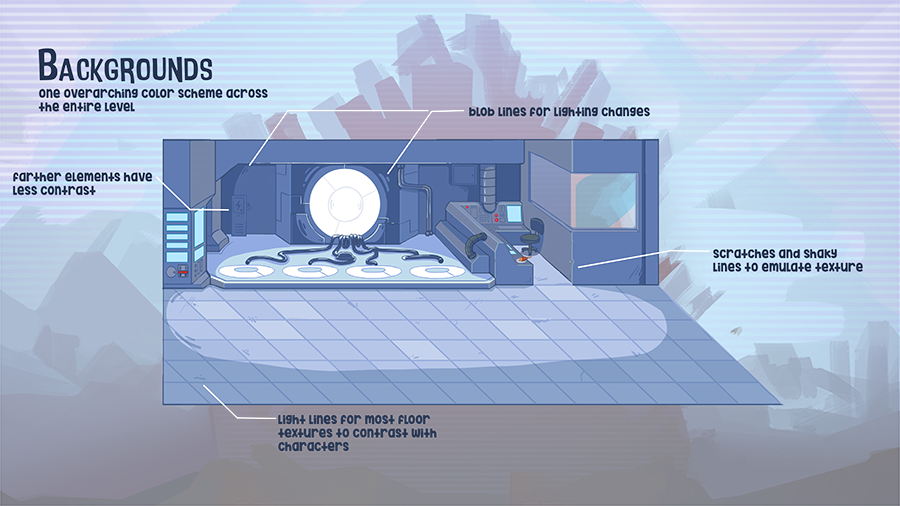 BACKGROUNDS
one overarching color scheme across
the entire level
blob lines for lighting changes
farther elements have
less contrast
scratches and shaky
lines to emulate texture
light lines for most floor
textures to contrast with
characters